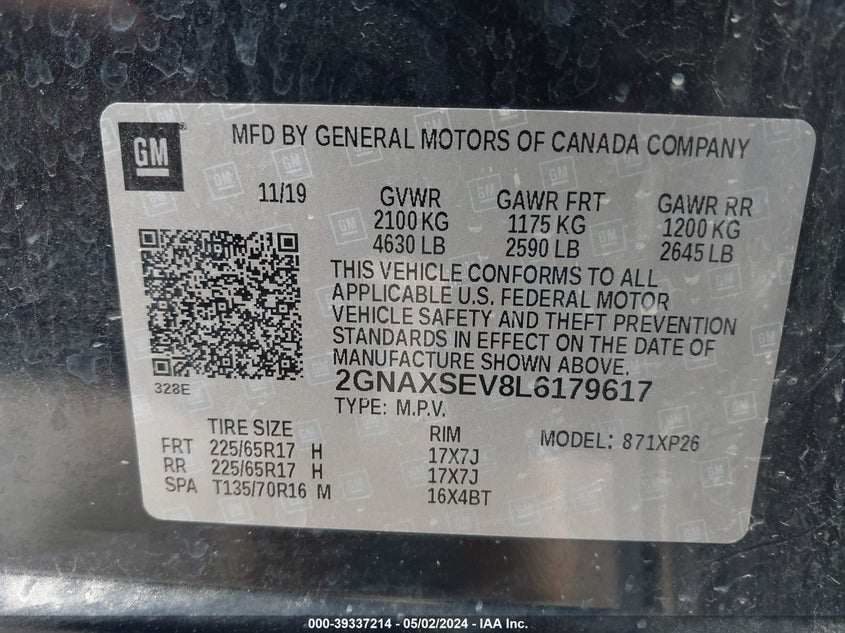 GM
MFD BY GENERAL MOTORS OF CANADA COMPANY
11/19 GVWR GAWR FRT GAWR RR
2100 KG 1175 KG 1200 KG
4630 LB 2590 LB 2645 LB
THIS VEHICLE CONFORMS TO ALL
APPLICABLE U.S. FEDERAL MOTOR
VEHICLE SAFETY AND THEFT PREVENTION
STANDARDS IN EFFECT ON THE DATE OF
MANUFACTURE SHOWN ABOVE.
328E
2GNAXSEV8L6179617
TYPE: M.P.V.
TIRE SIZE RIM MODEL: 871XP26
FRT 225/65R17 H 17X7J
RR 225/65R17 H 17X7J
SPA T135/70R16 M 16X4BT
000-39337214 - 05/02/2024 - IAA Inc.